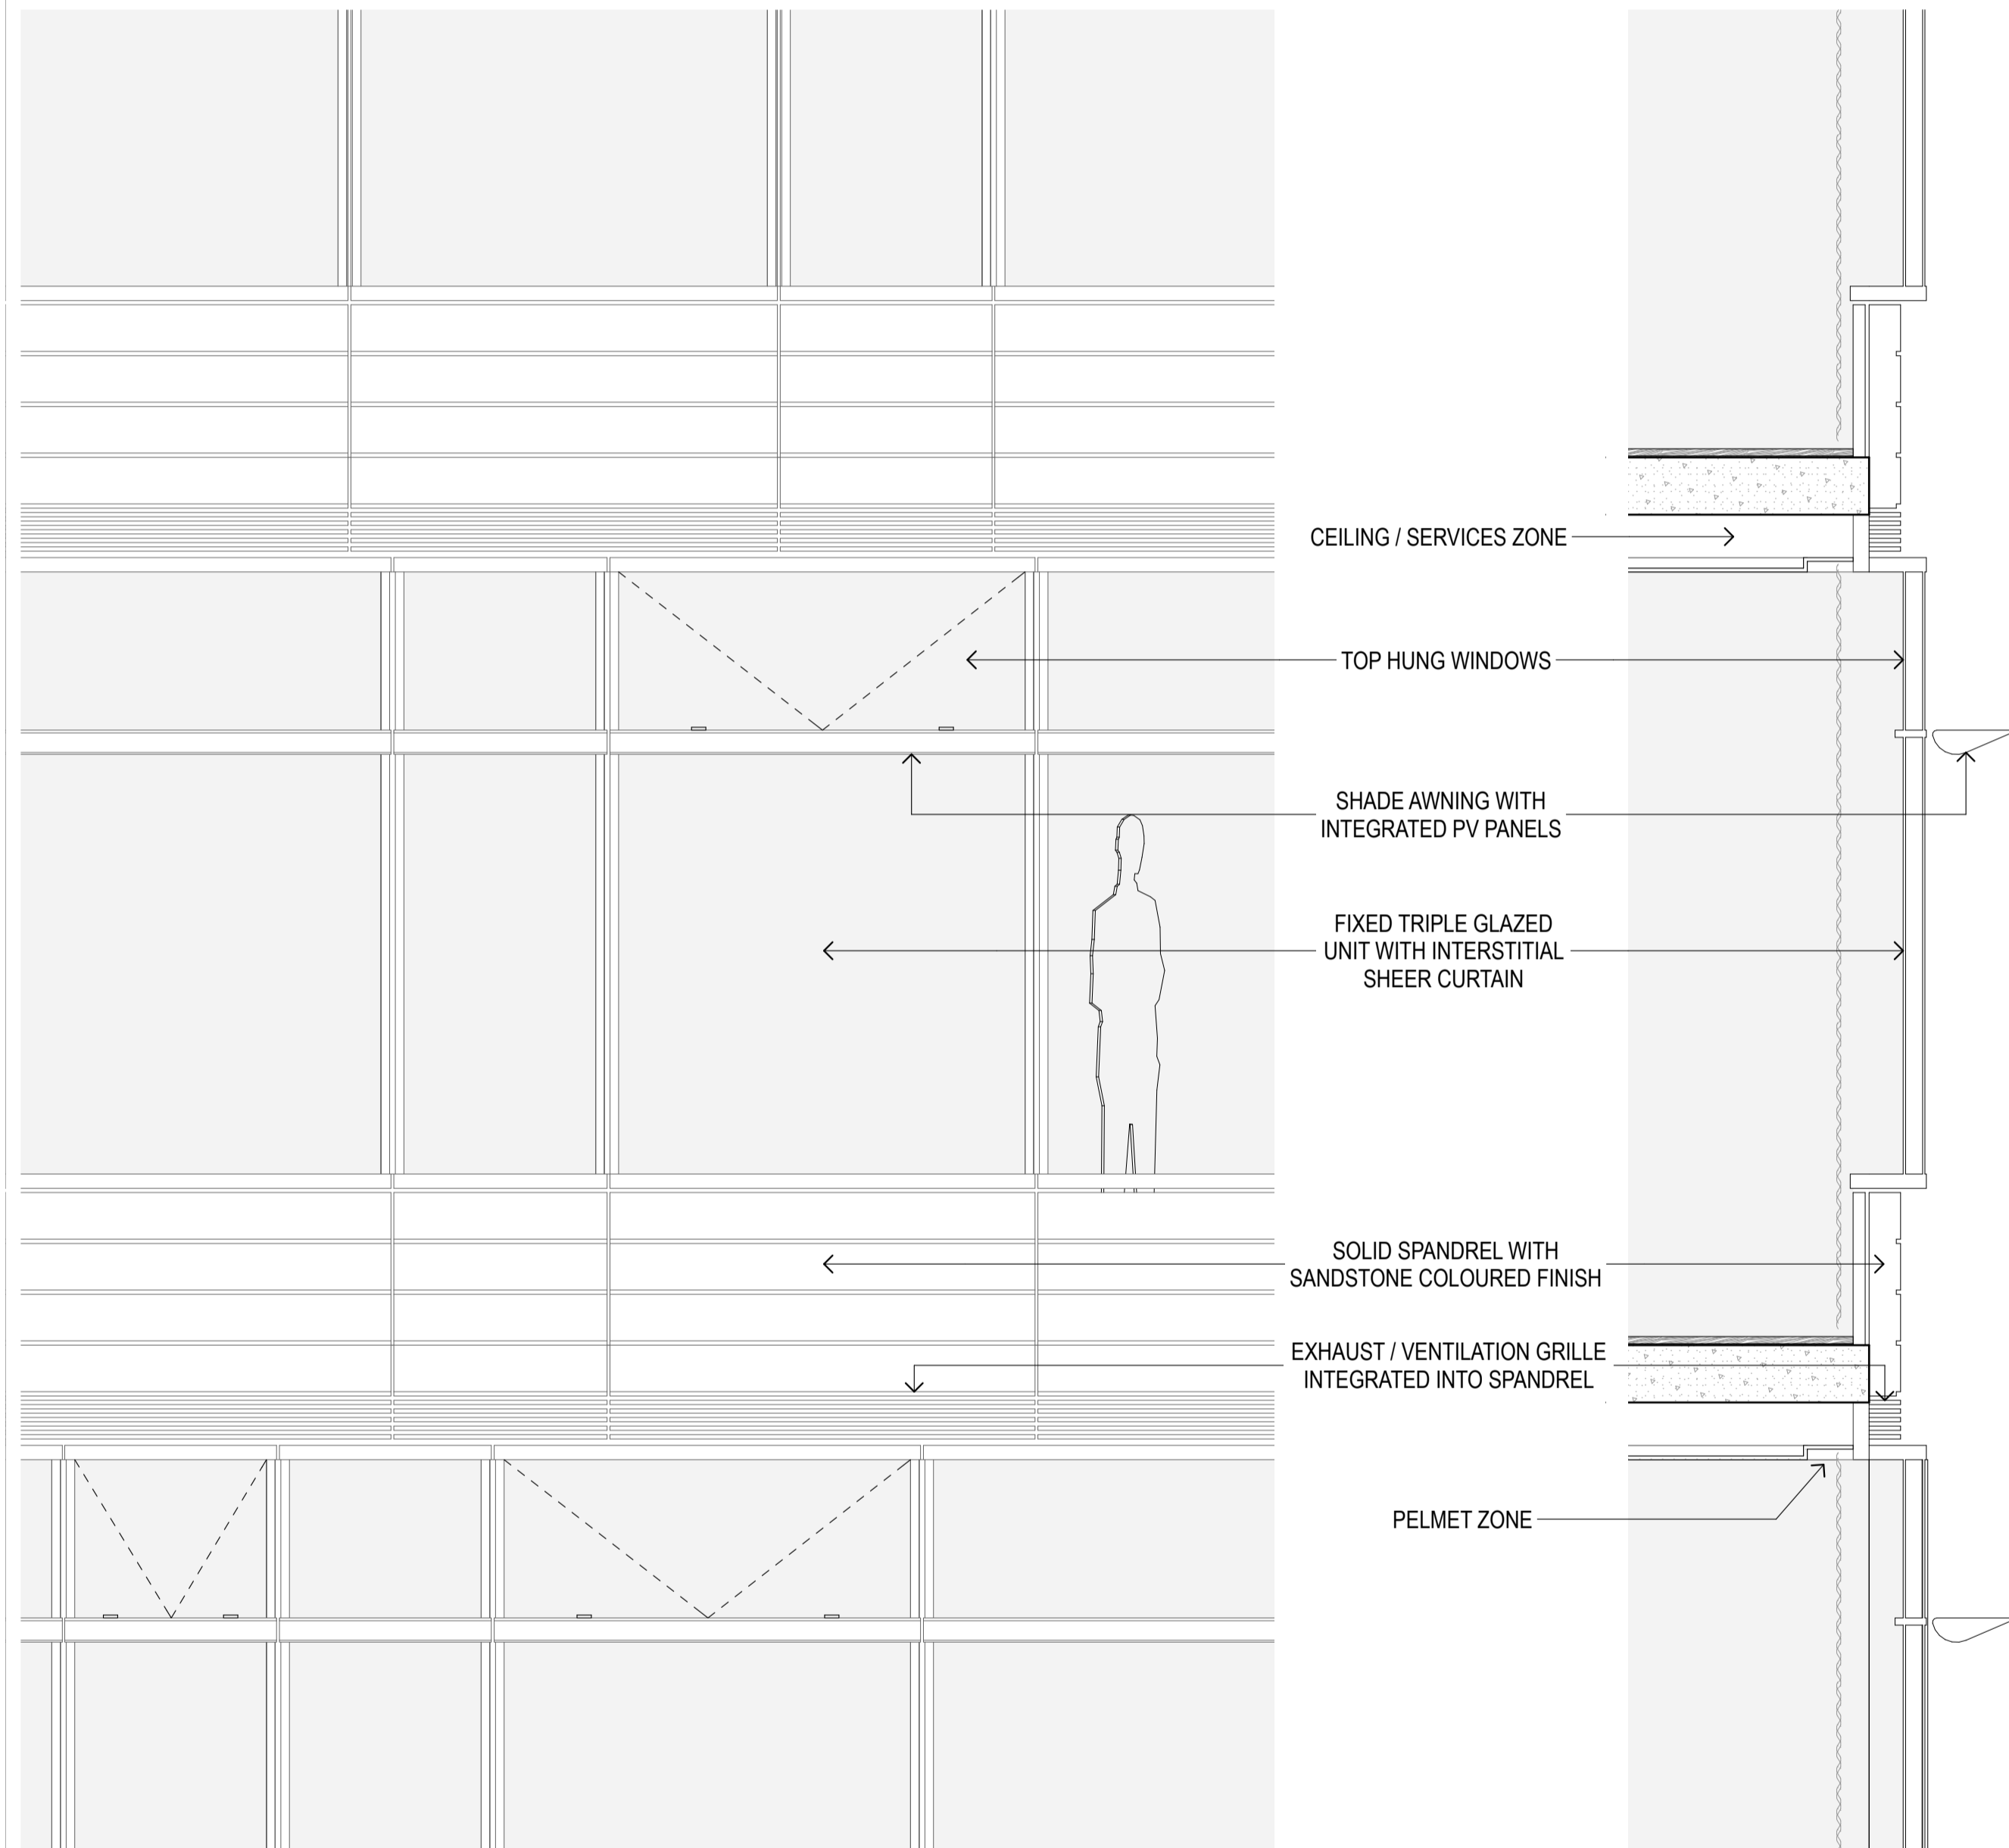 CEILING / SERVICES ZONE
TOP HUNG WINDOWS
SHADE AWNING WITH
INTEGRATED PV PANELS
FIXED TRIPLE GLAZED
UNIT WITH INTERSTITIAL
SHEER CURTAIN
SOLID SPANDREL WITH
SANDSTONE COLOURED FINISH
EXHAUST / VENTILATION GRILLE
INTEGRATED INTO SPANDREL
PELMET ZONE